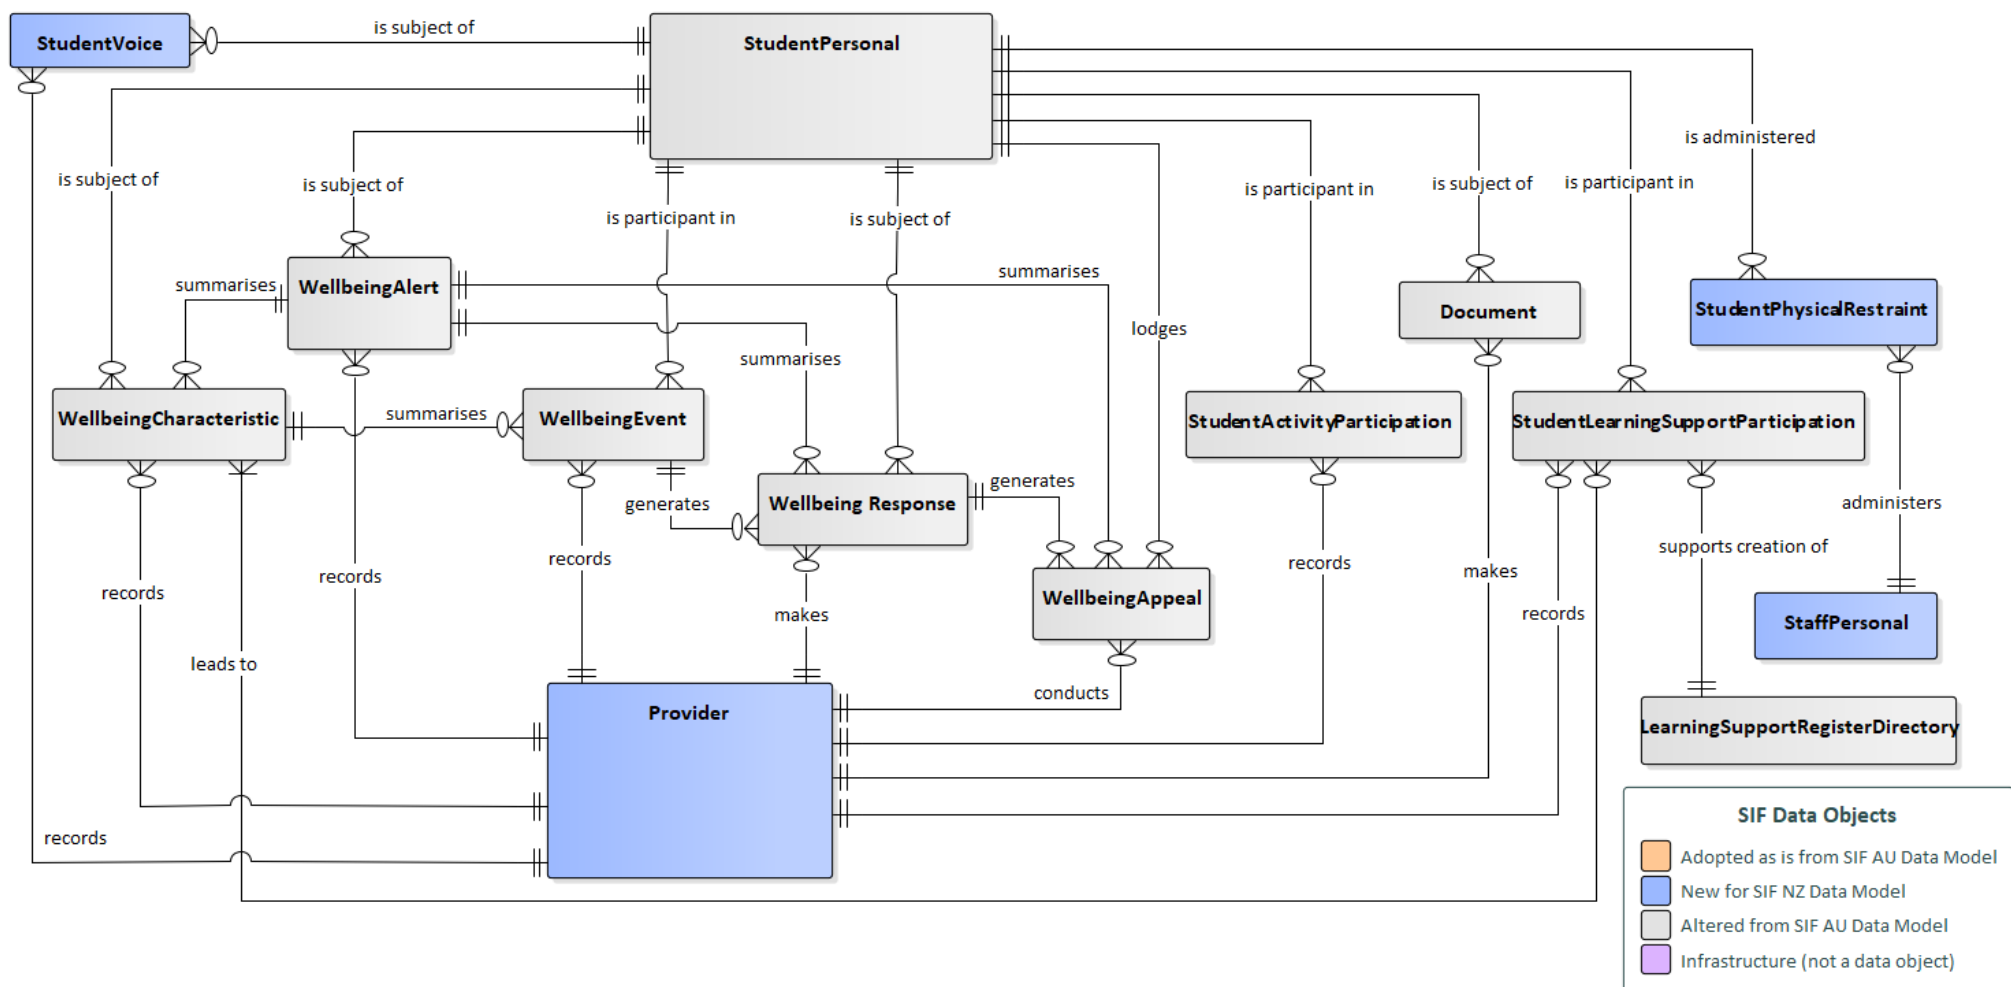 StudentVoice
is subject of
StudentPersonal
is administered
is subject of
is subject of
is participant in
is subject of
is participant in
is subject of
is participant in
summarises
WellbeingAlert
summarises
lodges
Document
StudentPhysicalRestraint
summarises
WellbeingCharacteristic
summarises
WellbeingEvent
StudentActivityParticipation
StudentLearningSupportParticipation
generates
Wellbeing Response
generates
administers
records
records
records
records
supports creation of
makes
records
makes
WellbeingAppeal
records
StaffPersonal
leads to
conducts
Provider
LearningSupportRegisterDirectory
records
SIF Data Objects
Adopted as is from SIF AU Data Model
New for SIF NZ Data Model
Altered from SIF AU Data Model
Infrastructure (not a data object)